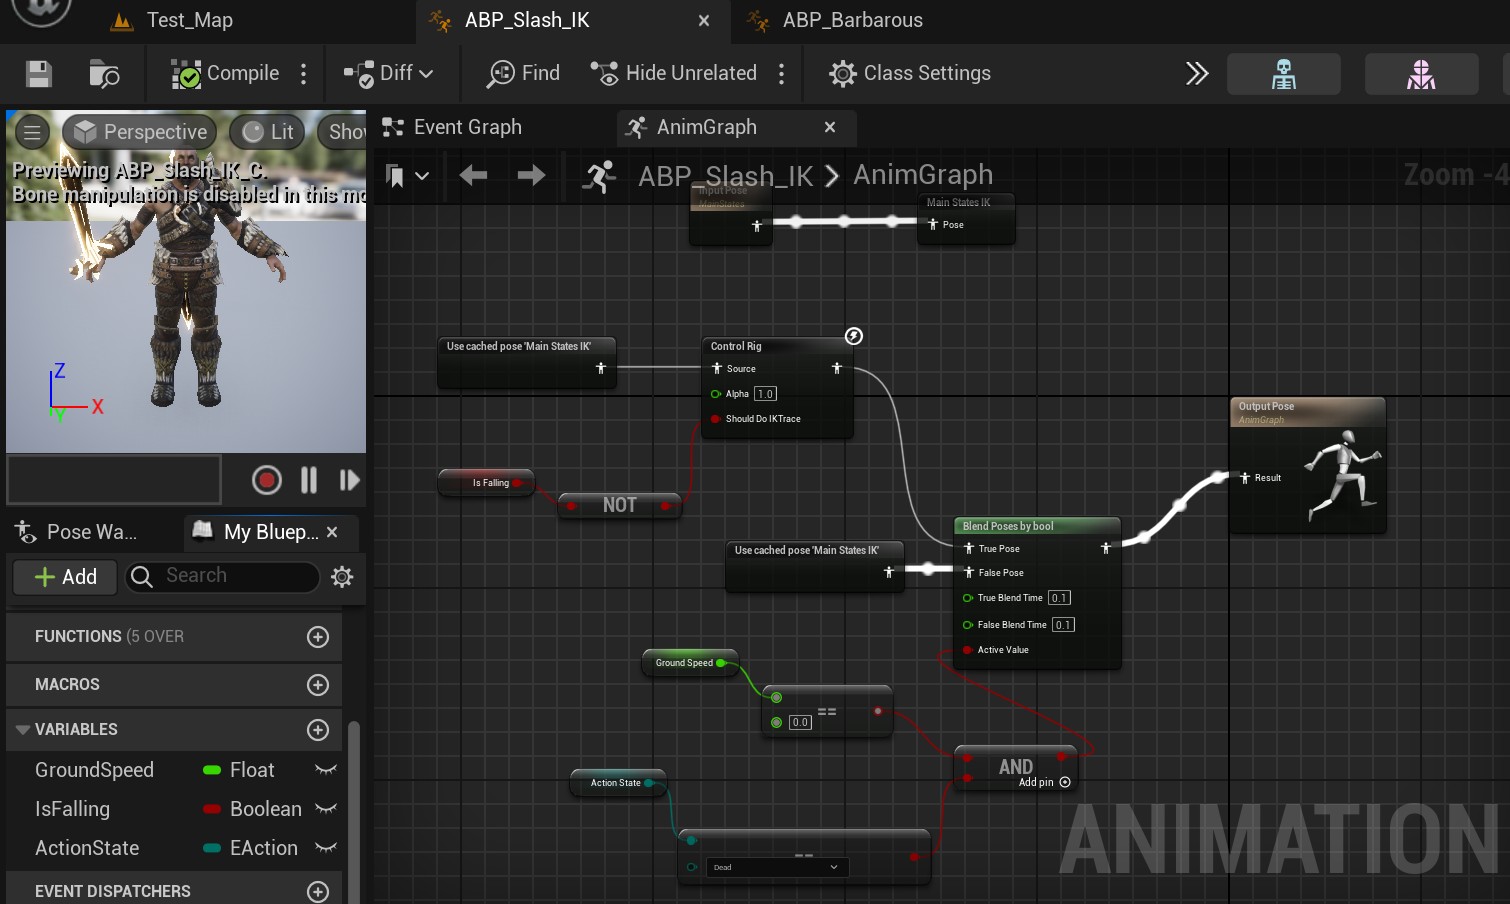 Test_Map
ABP_Slash_IK
ABP_Barbarous
Compile
Diff
Find
Hide Unrelated
Class Settings
Perspective
Lit
Sho
Previewing ABP_Slash_IK_C.
Bone manipulation is disabled in this mo
Z
X
Y
Event Graph
AnimGraph
ABP_Slash_IK
AnimGraph
Zoom -4
Input Pose
MainStates
Main States IK
Pose
Use cached pose 'Main States IK'
Control Rig
Source
Alpha
1.0
Should Do IKTrace
Is Falling
NOT
Output Pose
AnimGraph
Result
Use cached pose 'Main States IK'
Blend Poses by bool
True Pose
False Pose
True Blend Time
0.1
False Blend Time
0.1
Active Value
Ground Speed
0.0
==
AND
Add pin
Action State
==
Dead
ANIMATION
Pose Wa...
My Bluep...
Add
Search
FUNCTIONS (5 OVER
MACROS
VARIABLES
GroundSpeed
Float
IsFalling
Boolean
ActionState
EAction
EVENT DISPATCHERS